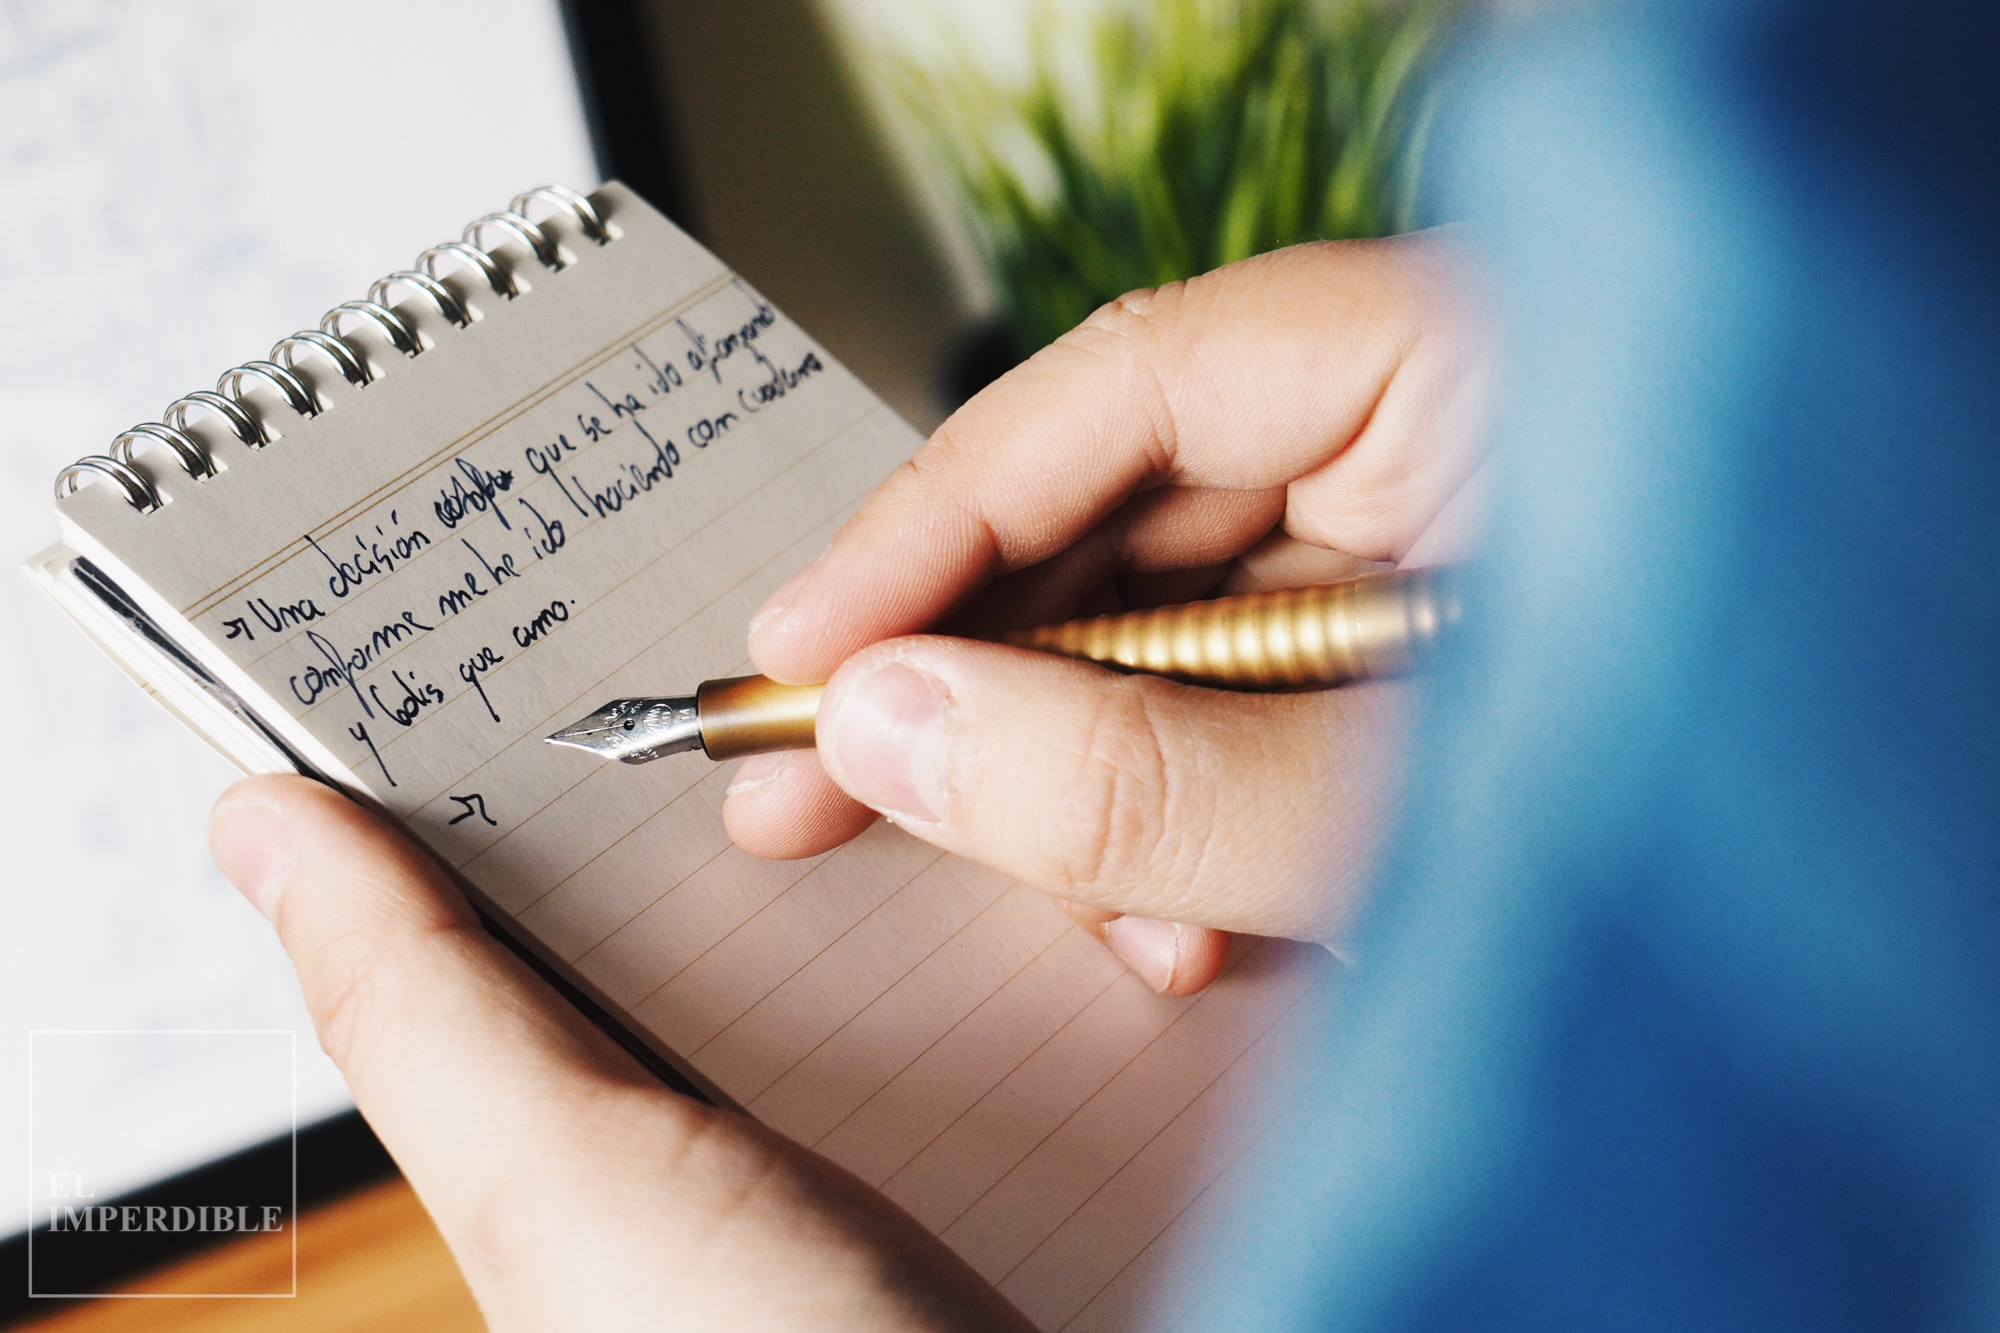 Una decisión que se ha ido afianzando
conforme me he ido haciendo con cuadernos
y bolis que amo.
EL
IMPERDIBLE